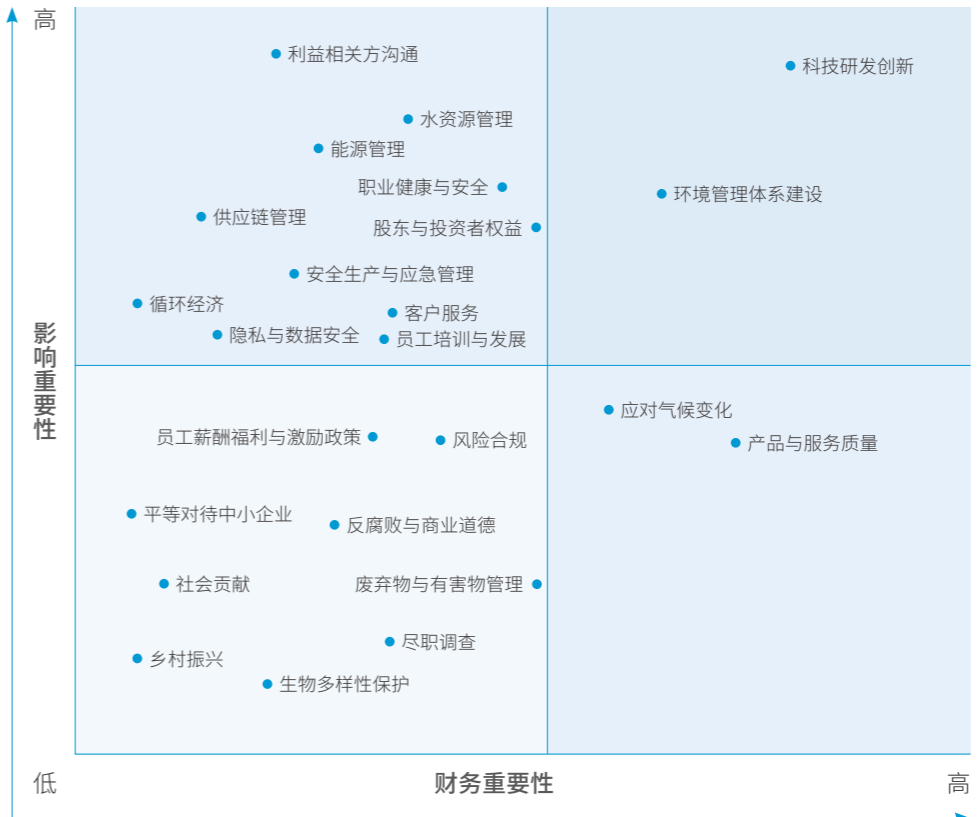 高
利益相关方沟通
科技研发创新
水资源管理
能源管理
职业健康与安全
环境管理体系建设
供应链管理
股东与投资者权益
安全生产与应急管理
循环经济
客户服务
隐私与数据安全
员工培训与发展
影响重要性
应对气候变化
员工薪酬福利与激励政策
风险合规
产品与服务质量
平等对待中小企业
反腐败与商业道德
社会贡献
废弃物与有害物管理
尽职调查
乡村振兴
生物多样性保护
低
财务重要性
高